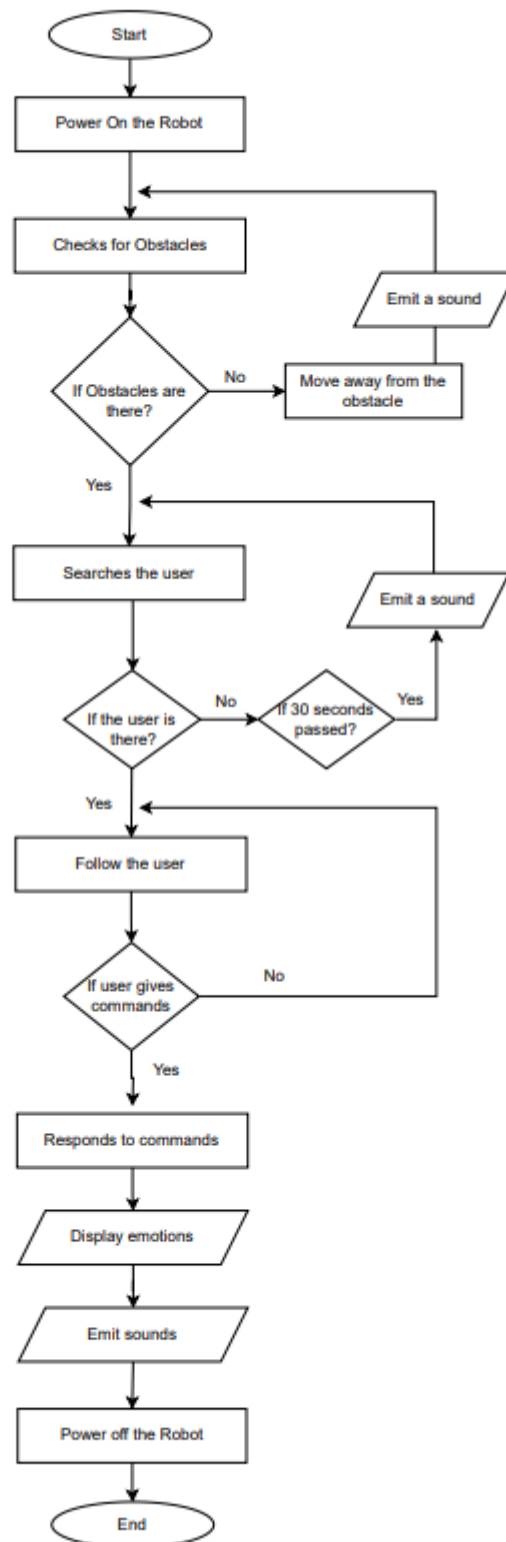 Start
Power On the Robot
Checks for Obstacles
Emit a sound
If Obstacles are
there?
No
Move away from the
obstacle
Yes
Searches the user
Emit a sound
If the user is
there?
No
If 30 seconds
passed?
Yes
Yes
Follow the user
If user gives
commands
No
Yes
Responds to commands
Display emotions
Emit sounds
Power off the Robot
End